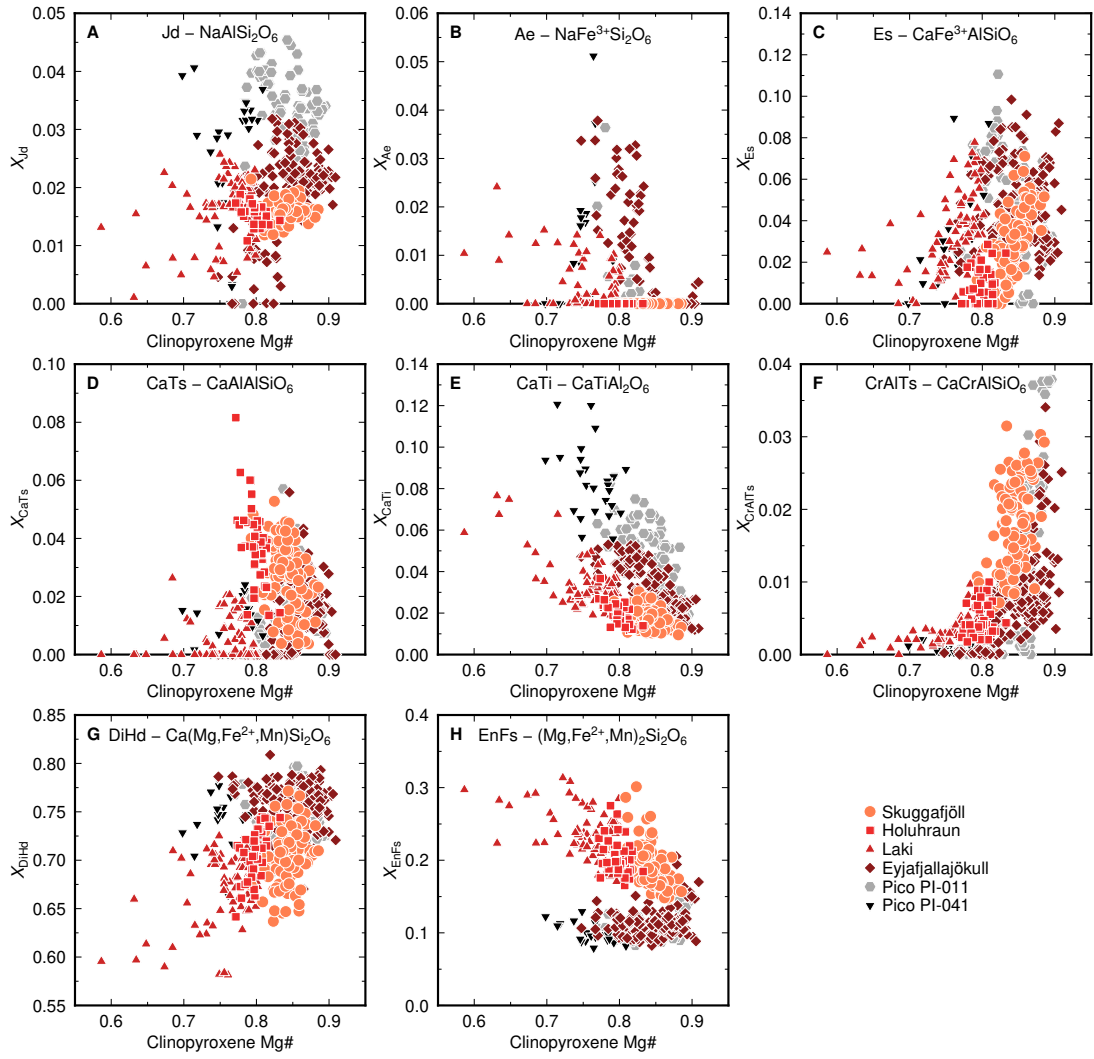 A Jd – NaAlSi₂O₆
0.05
0.04
0.03
0.02
0.01
0.00
X_Jd
0.6 0.7 0.8 0.9
Clinopyroxene Mg#
B Ae – NaFe³⁺Si₂O₆
0.06
0.05
0.04
0.03
0.02
0.01
0.00
X_Ae
0.6 0.7 0.8 0.9
Clinopyroxene Mg#
C Es – CaFe³⁺AlSiO₆
0.14
0.12
0.10
0.08
0.06
0.04
0.02
0.00
X_Es
0.6 0.7 0.8 0.9
Clinopyroxene Mg#
D CaTs – CaAlAlSiO₆
0.10
0.08
0.06
0.04
0.02
0.00
X_CaTs
0.6 0.7 0.8 0.9
Clinopyroxene Mg#
E CaTi – CaTiAl₂O₆
0.14
0.12
0.10
0.08
0.06
0.04
0.02
0.00
X_CaTi
0.6 0.7 0.8 0.9
Clinopyroxene Mg#
F CrAlTs – CaCrAlSiO₆
0.04
0.03
0.02
0.01
0.00
X_CrAlTs
0.6 0.7 0.8 0.9
Clinopyroxene Mg#
G DiHd – Ca(Mg,Fe²⁺,Mn)Si₂O₆
0.85
0.80
0.75
0.70
0.65
0.60
0.55
X_DiHd
0.6 0.7 0.8 0.9
Clinopyroxene Mg#
H EnFs – (Mg,Fe²⁺,Mn)₂Si₂O₆
0.4
0.3
0.2
0.1
0.0
X_EnFs
0.6 0.7 0.8 0.9
Clinopyroxene Mg#
Skuggafjöll
Holuhraun
Laki
Eyjafjallajökull
Pico PI-011
Pico PI-041